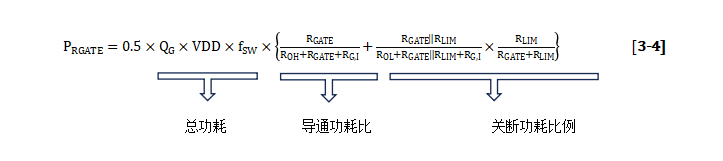 P_RGATE = 0.5 × Q_G × VDD × f_SW × { R_GATE / (R_OH+R_GATE+R_G,I) + R_GATE||R_LIM / (R_OL+R_GATE||R_LIM+R_G,I) × R_LIM / (R_GATE+R_LIM) } [3-4]
总功耗 导通功耗比 关断功耗比例